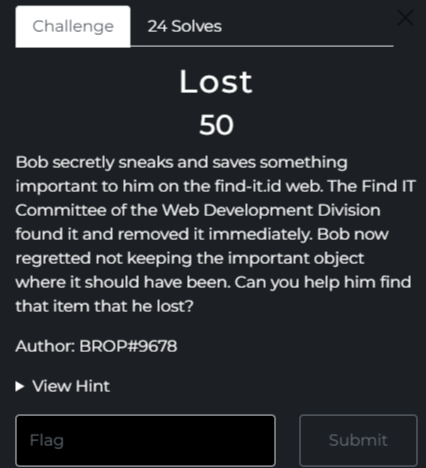 Challenge
24 Solves
Lost
50
Bob secretly sneaks and saves something
important to him on the find-it.id web. The Find IT
Committee of the Web Development Division
found it and removed it immediately. Bob now
regretted not keeping the important object
where it should have been. Can you help him find
that item that he lost?
Author: BROP#9678
View Hint
Flag
Submit